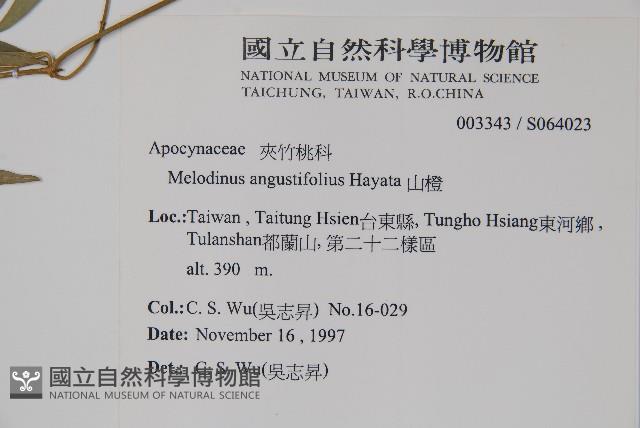 國立自然科學博物館
NATIONAL MUSEUM OF NATURAL SCIENCE
TAICHUNG, TAIWAN, R.O.CHINA
003343 / S064023
Apocynaceae 夾竹桃科
Melodinus angustifolius Hayata 山橙
Loc.:Taiwan , Taitung Hsien台東縣, Tungho Hsiang東河鄉 ,
Tulanshan都蘭山, 第二十二樣區
alt. 390 m.
Col.: C. S. Wu(吳志昇) No.16-029
Date: November 16 , 1997
Det.: C. S. Wu(吳志昇)
國立自然科學博物館
NATIONAL MUSEUM OF NATURAL SCIENCE